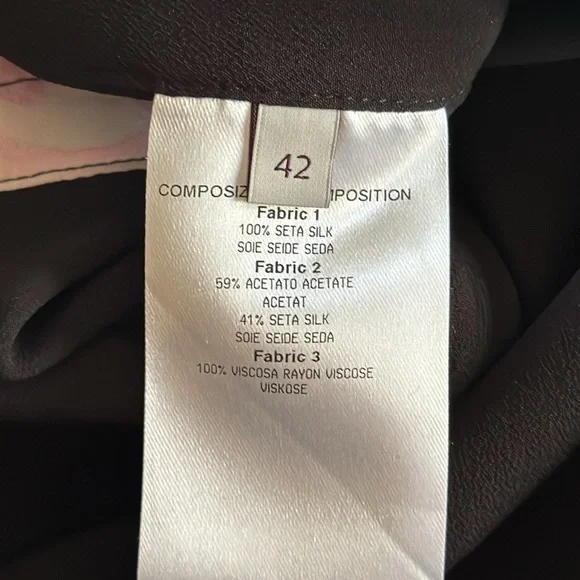 42
COMPOSIZ POSITION
Fabric 1
100% SETA SILK
SOIE SEIDE SEDA
Fabric 2
59% ACETATO ACETATE
ACETAT
41% SETA SILK
SOIE SEIDE SEDA
Fabric 3
100% VISCOSA RAYON VISCOSE
VISKOSE